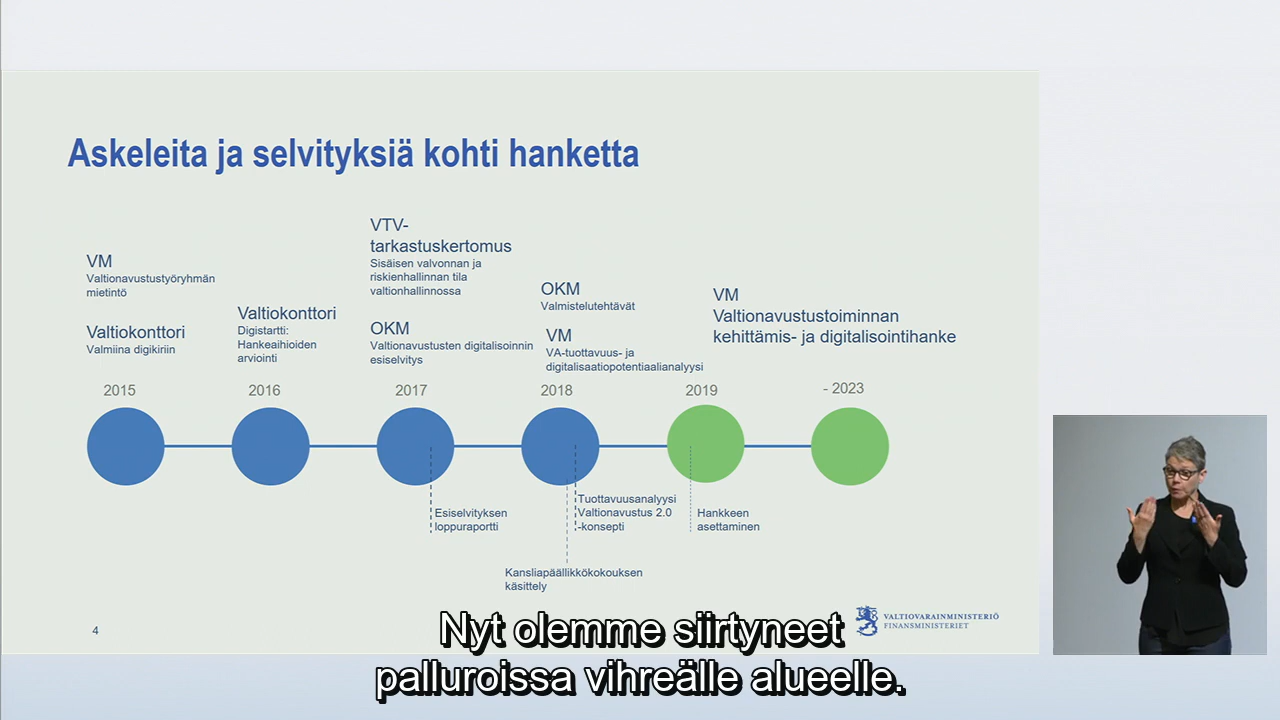 Askeleita ja selvityksiä kohti hanketta
VM
Valtionavustustyöryhmän
mietintö
Valtiokonttori
Valmiina digikiriin
Valtiokonttori
Digistartti:
Hankeaihioiden
arviointi
VTV-
tarkastuskertomus
Sisäisen valvonnan ja
riskienhallinnan tila
valtionhallinnossa
OKM
Valtionavustusten digitalisoinnin
esiselvitys
OKM
Valmistelutehtävät
VM
VA-tuottavuus- ja
digitalisaatiopotentiaalianalyysi
VM
Valtionavustustoiminnan
kehittämis- ja digitalisointihanke
2015
2016
2017
2018
2019
- 2023
Esiselvityksen
loppuraportti
Tuottavuusanalyysi
Valtionavustus 2.0
-konsepti
Hankkeen
asettaminen
Kansliapäällikkökokouksen
käsittely
4
VALTIOVARAINMINISTERIÖ
FINANSMINISTERIET
Nyt olemme siirtyneet
palluroissa vihreälle alueelle.